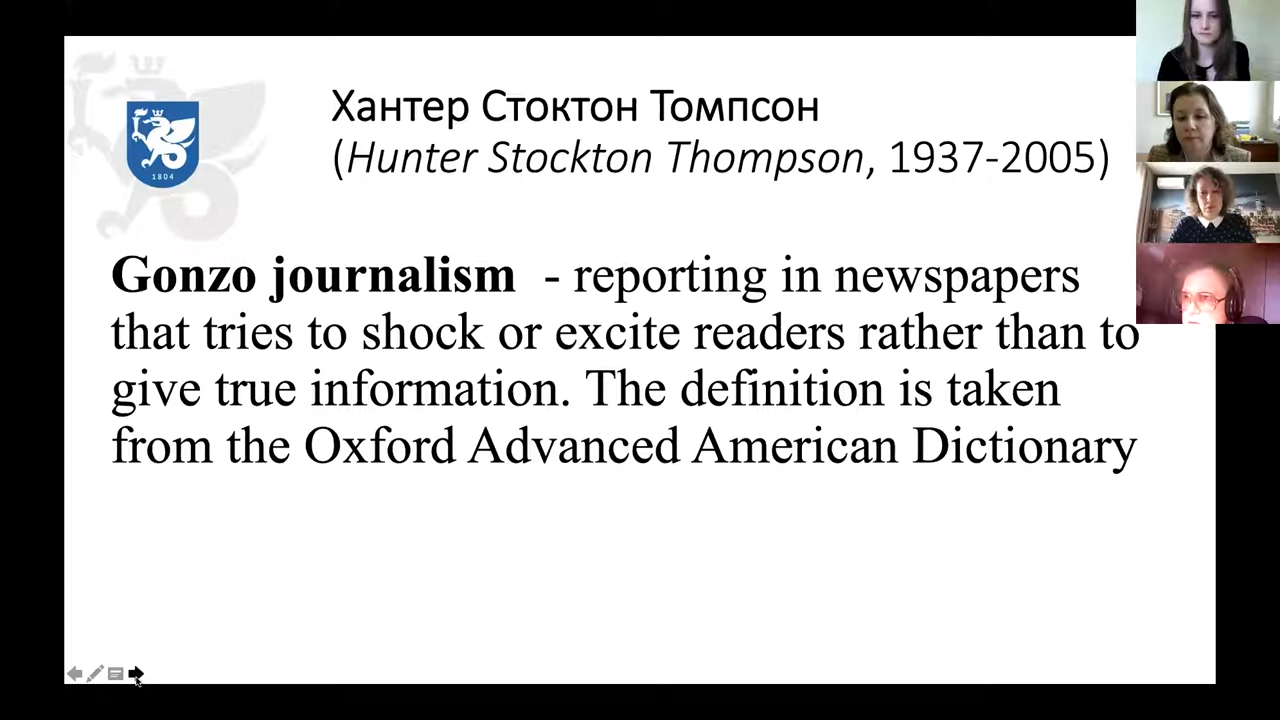 Хантер Стоктон Томпсон
(Hunter Stockton Thompson, 1937-2005)
1804
Gonzo journalism - reporting in newspapers
that tries to shock or excite readers rather than to
give true information. The definition is taken
from the Oxford Advanced American Dictionary